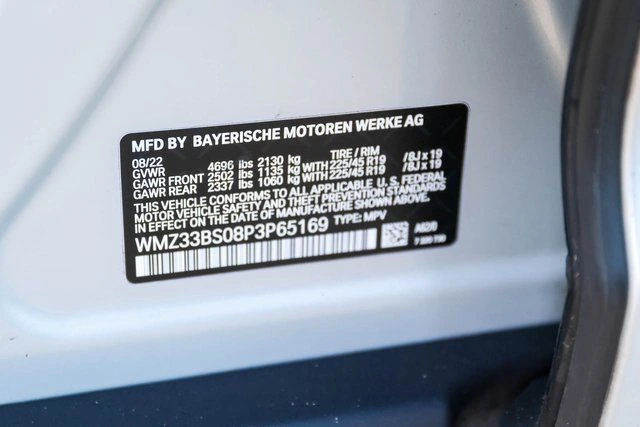 MFD BY BAYERISCHE MOTOREN WERKE AG
08/22 TIRE / RIM
GVWR 4696 lbs 2130 kg
GAWR FRONT 2502 lbs 1135 kg WITH 225/45 R19 /8J x 19
GAWR REAR 2337 lbs 1060 kg WITH 225/45 R19 /8J x 19
THIS VEHICLE CONFORMS TO ALL APPLICABLE U. S. FEDERAL
MOTOR VEHICLE SAFETY AND THEFT PREVENTION STANDARDS
IN EFFECT ON THE DATE OF MANUFACTURE SHOWN ABOVE.
WMZ33BS08P3P65169 TYPE: MPV